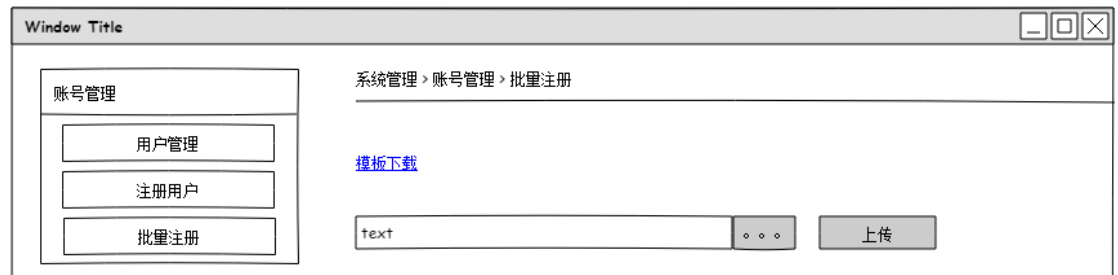 Window Title
账号管理
用户管理
注册用户
批量注册
系统管理 > 账号管理 > 批量注册
模板下载
text
上传